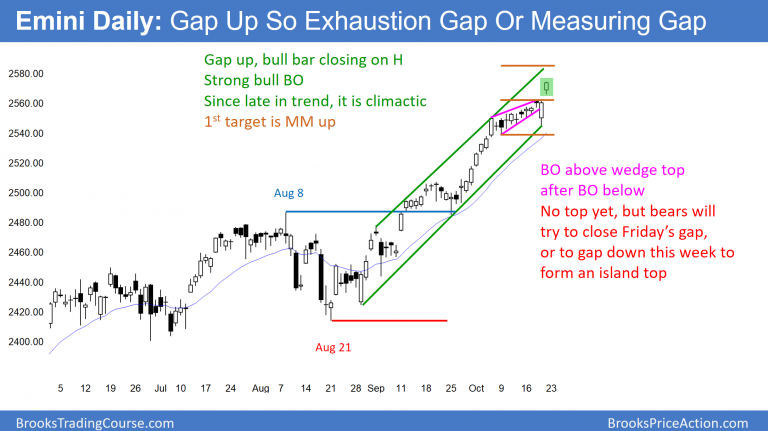 Emini Daily: Gap Up So Exhaustion Gap Or Measuring Gap
Gap up, bull bar closing on H
Strong bull BO
Since late in trend, it is climactic
1st target is MM up
2580.00
2560.00
2540.00
2520.00
2500.00
2480.00
2460.00
2440.00
2420.00
2400.00
Aug 8
Aug 21
BO above wedge top
after BO below
No top yet, but bears will
try to close Friday’s gap,
or to gap down this week to
form an island top
5 12 19 26 Jul 10 17 24 Aug 7 14 21 28 Sep 11 18 25 Oct 9 16 23
BrooksTradingCourse.com BrooksPriceAction.com